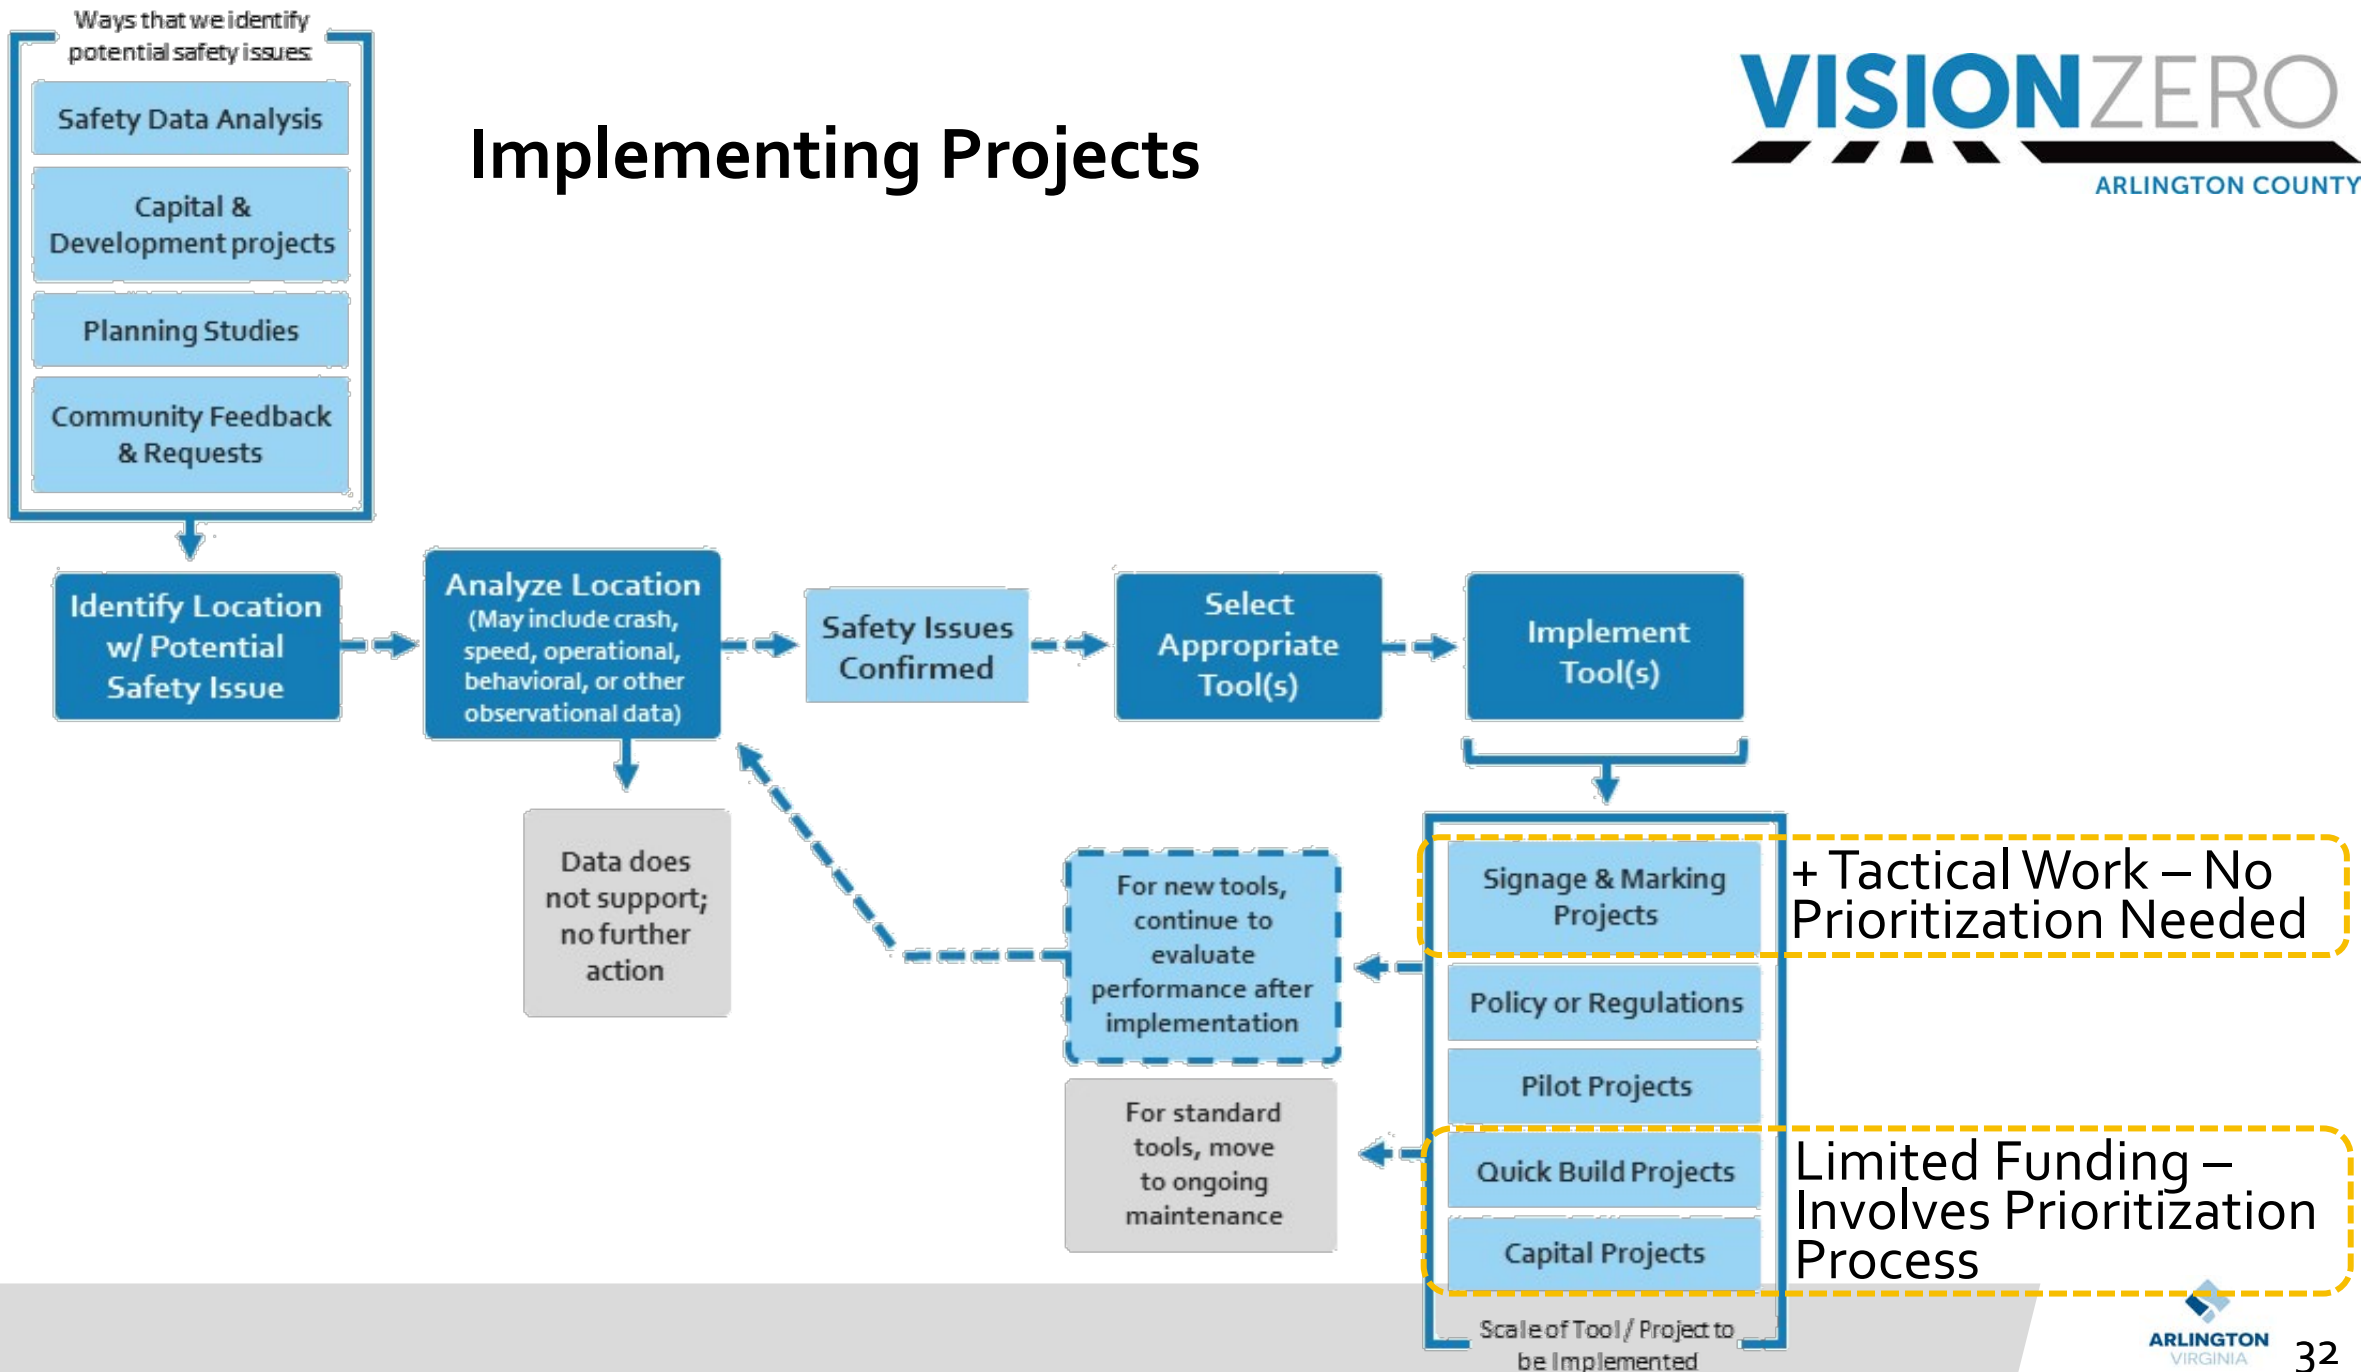 Ways that we identify
potential safety issues:
Safety Data Analysis
Capital &
Development projects
Planning Studies
Community Feedback
& Requests
Implementing Projects
VISIONZERO
ARLINGTON COUNTY
Identify Location
w/ Potential
Safety Issue
Analyze Location
(May include crash,
speed, operational,
behavioral, or other
observational data)
Safety Issues
Confirmed
Select
Appropriate
Tool(s)
Implement
Tool(s)
Data does
not support;
no further
action
For new tools,
continue to
evaluate
performance after
implementation
For standard
tools, move
to ongoing
maintenance
Signage & Marking
Projects
+ Tactical Work – No
Prioritization Needed
Policy or Regulations
Pilot Projects
Quick Build Projects
Capital Projects
Limited Funding –
Involves Prioritization
Process
Scale of Tool / Project to
be Implemented
ARLINGTON
VIRGINIA
32